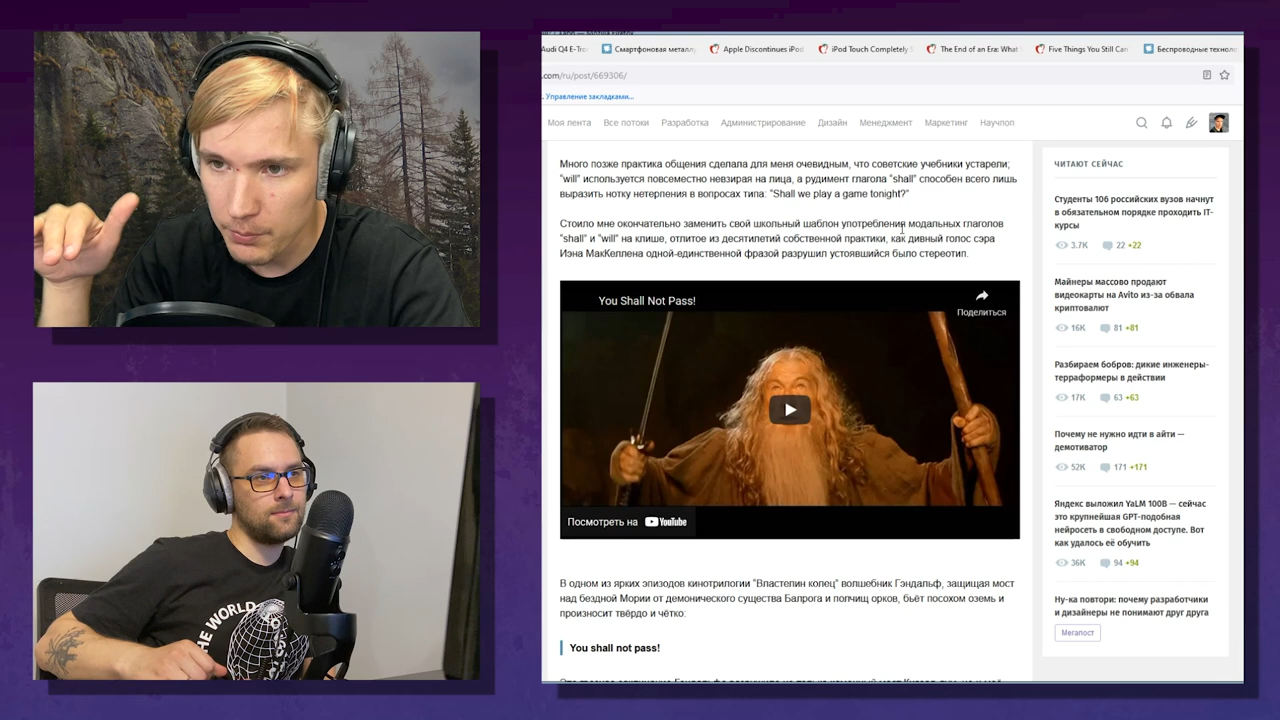 Audi Q4 E-Tro
Смартфоновая металл
Apple Discontinues iPod
iPod Touch Completely S
The End of an Era: What
Five Things You Still Can
Беспроводные техноло
.com/ru/post/669306/
Управление закладками...
Моя лента
Все потоки
Разработка
Администрирование
Дизайн
Менеджмент
Маркетинг
Научпоп
Много позже практика общения сделала для меня очевидным, что советские учебники устарели;
“will” используется повсеместно невзирая на лица, а рудимент глагола “shall” способен всего лишь
выразить нотку нетерпения в вопросах типа: “Shall we play a game tonight?”
Стоило мне окончательно заменить свой школьный шаблон употребления модальных глаголов
“shall” и “will” на клише, отлитое из десятилетий собственной практики, как дивный голос сэра
Иэна МакКеллена одной-единственной фразой разрушил устоявшийся было стереотип.
You Shall Not Pass!
Поделиться
Посмотреть на YouTube
В одном из ярких эпизодов кинотрилогии “Властелин колец” волшебник Гэндальф, защищая мост
над бездной Мории от демонического существа Балрога и полчищ орков, бьёт посохом оземь и
произносит твёрдо и чётко:
You shall not pass!
ЧИТАЮТ СЕЙЧАС
Студенты 106 российских вузов начнут
в обязательном порядке проходить IT-
курсы
3.7K 22 +22
Майнеры массово продают
видеокарты на Avito из-за обвала
криптовалют
16K 81 +81
Разбираем бобров: дикие инженеры-
терраформеры в действии
17K 63 +63
Почему не нужно идти в айти —
демотиватор
52K 171 +171
Яндекс выложил YaLM 100B — сейчас
это крупнейшая GPT-подобная
нейросеть в свободном доступе. Вот
как удалось её обучить
36K 94 +94
Ну-ка повтори: почему разработчики
и дизайнеры не понимают друг друга
Мегапост
THE WORLD